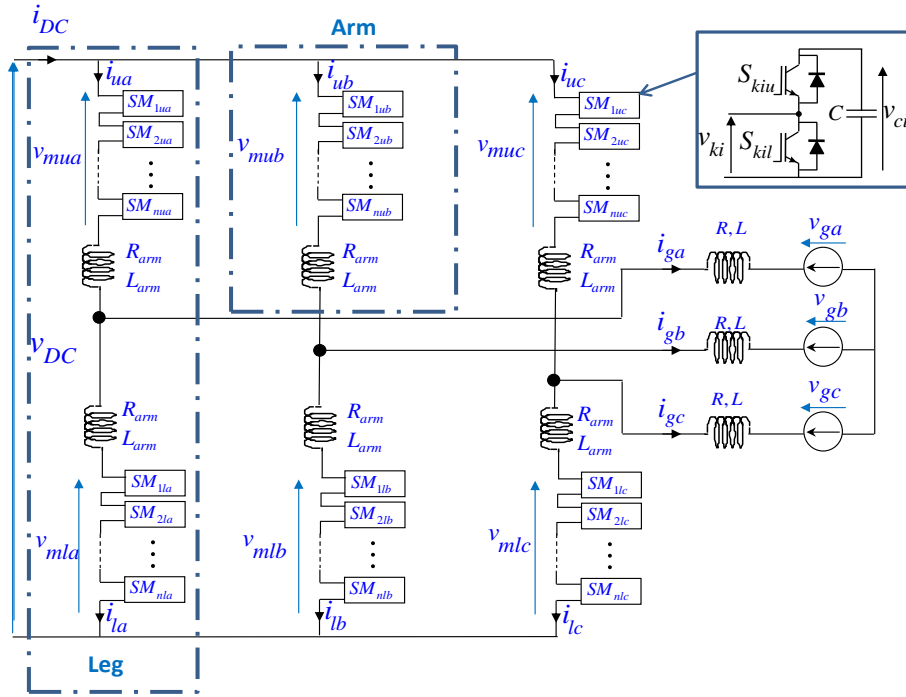 i_DC
Arm
i_ua
i_ub
i_uc
SM_1ua
SM_2ua
SM_nua
v_mua
SM_1ub
SM_2ub
SM_nub
v_mub
SM_1uc
SM_2uc
SM_nuc
v_muc
S_kiu
S_kil
C
v_ki
v_ci
R_arm
L_arm
R_arm
L_arm
R_arm
L_arm
i_ga
R, L
v_ga
i_gb
R, L
v_gb
i_gc
R, L
v_gc
v_DC
R_arm
L_arm
R_arm
L_arm
R_arm
L_arm
SM_1la
SM_2la
SM_nla
v_mla
SM_1lb
SM_2lb
SM_nlb
v_mlb
SM_1lc
SM_2lc
SM_nlc
v_mlc
i_la
i_lb
i_lc
Leg